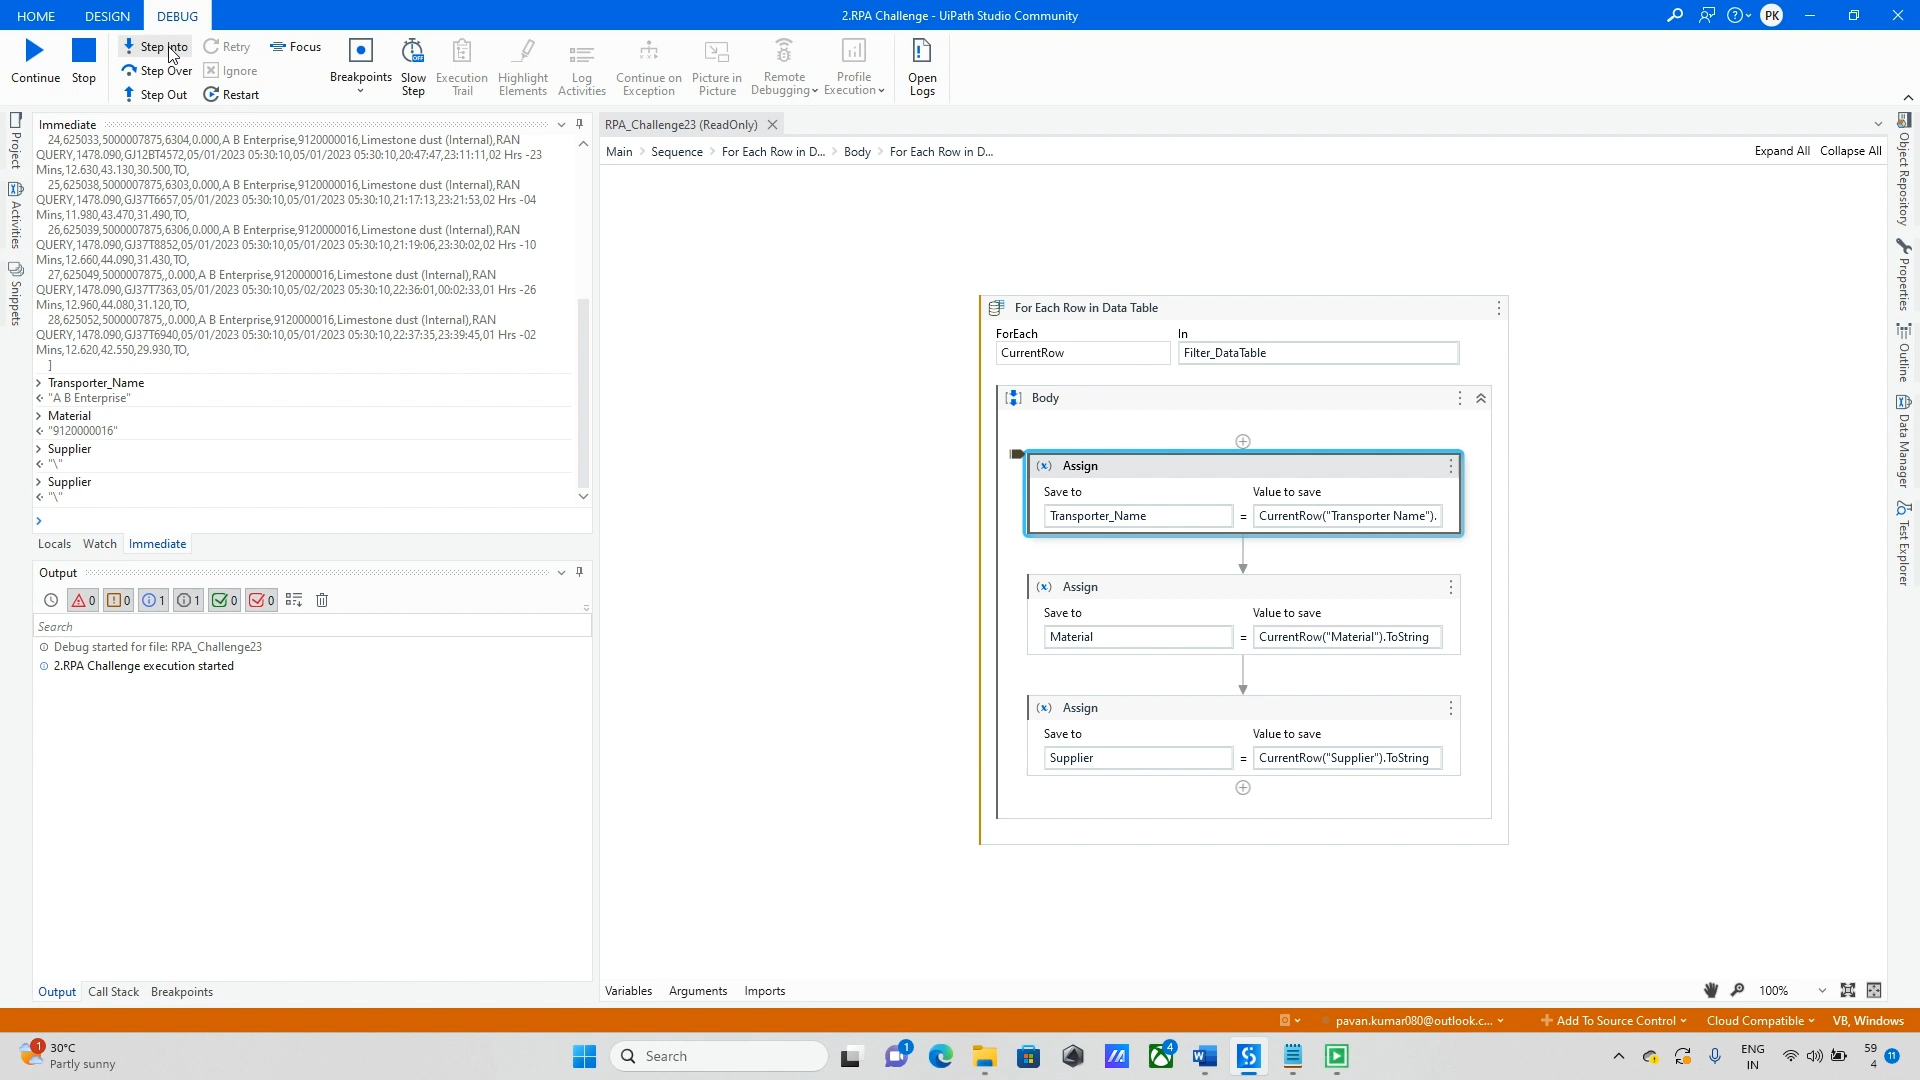 HOME DESIGN DEBUG 2.RPA Challenge - UiPath Studio Community PK
Continue Stop Step Into Step Over Step Out Retry Ignore Restart Focus
Breakpoints Slow Step Execution Trail Highlight Elements Log Activities Continue on Exception Picture in Picture Remote Debugging Profile Execution Open Logs
Project
Activities
Snippets
Immediate
24,625033,5000007875,6304,0.000,A B Enterprise,9120000016,Limestone dust (Internal),RAN
QUERY,1478.090,GJ12BT4572,05/01/2023 05:30:10,05/01/2023 05:30:10,20:47:47,23:11:11,02 Hrs -23
Mins,12.630,43.130,30.500,TO,
25,625038,5000007875,6303,0.000,A B Enterprise,9120000016,Limestone dust (Internal),RAN
QUERY,1478.090,GJ37T6657,05/01/2023 05:30:10,05/01/2023 05:30:10,21:17:13,23:21:53,02 Hrs -04
Mins,11.980,43.470,31.490,TO,
26,625039,5000007875,6306,0.000,A B Enterprise,9120000016,Limestone dust (Internal),RAN
QUERY,1478.090,GJ37T8852,05/01/2023 05:30:10,05/01/2023 05:30:10,21:19:06,23:30:02,02 Hrs -10
Mins,12.660,44.090,31.430,TO,
27,625049,5000007875,,0.000,A B Enterprise,9120000016,Limestone dust (Internal),RAN
QUERY,1478.090,GJ37T7363,05/01/2023 05:30:10,05/02/2023 05:30:10,22:36:01,00:02:33,01 Hrs -26
Mins,12.960,44.080,31.120,TO,
28,625052,5000007875,,0.000,A B Enterprise,9120000016,Limestone dust (Internal),RAN
QUERY,1478.090,GJ37T6940,05/01/2023 05:30:10,05/01/2023 05:30:10,22:37:35,23:39:45,01 Hrs -02
Mins,12.620,42.550,29.930,TO,
]
Transporter_Name
"A B Enterprise"
Material
"9120000016"
Supplier
"\"
Supplier
"\"
Locals Watch Immediate
Output
0 0 1 1 0 0
Search
Debug started for file: RPA_Challenge23
2.RPA Challenge execution started
Output Call Stack Breakpoints
RPA_Challenge23 (ReadOnly)
Main Sequence For Each Row in D... Body For Each Row in D... Expand All Collapse All
For Each Row in Data Table
ForEach In
CurrentRow Filter_DataTable
Body
(x) Assign
Save to Value to save
Transporter_Name = CurrentRow("Transporter Name").
(x) Assign
Save to Value to save
Material = CurrentRow("Material").ToString
(x) Assign
Save to Value to save
Supplier = CurrentRow("Supplier").ToString
Object Repository
Properties
Outline
Data Manager
Test Explorer
Variables Arguments Imports 100%
pavan.kumar080@outlook.c... Add To Source Control Cloud Compatible VB, Windows
1 30°C
Partly sunny
Search 1 4
ENG
IN
59
4
11